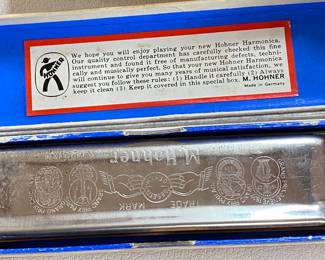 HOHNER
We hope you will enjoy playing your new Hohner Harmonica.
Our quality control department has carefully checked this fine
instrument and found it free of manufacturing defects, techni-
cally and musically perfect. So that your new Hohner Harmonica
will continue to give you many years of musical satisfaction, we
suggest you follow these rules: (1) Handle it carefully (2) Always
keep it clean (3) Keep it covered in this special box. M. HOHNER
Made in Germany
M. Hohner
TRADE MARK